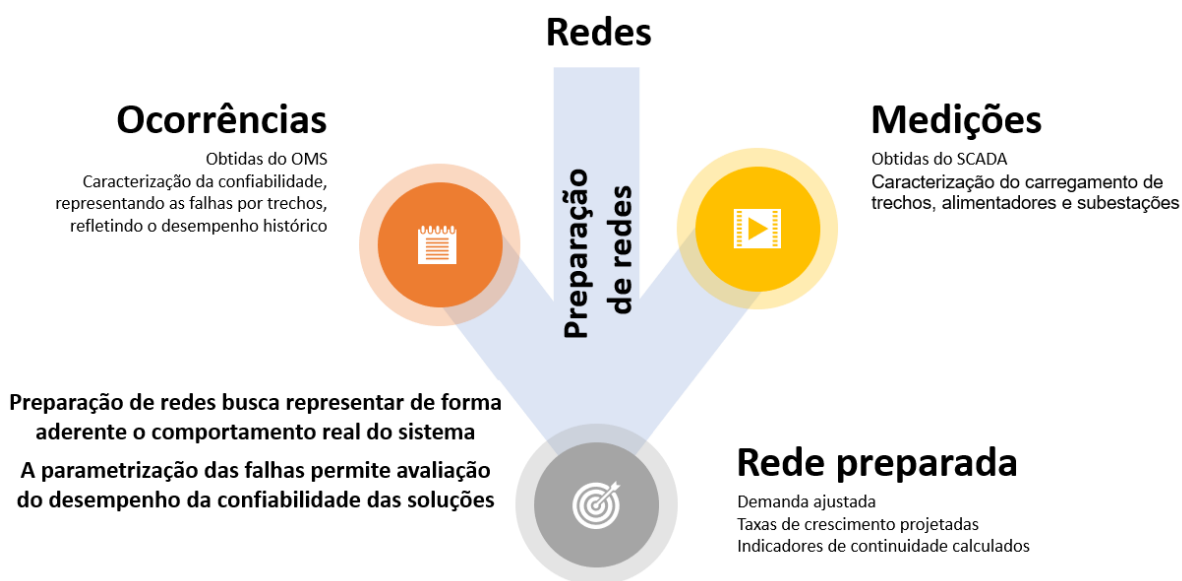 Redes
Ocorrências
Obtidas do OMS
Caracterização da confiabilidade,
representando as falhas por trechos,
refletindo o desempenho histórico
Preparação
de redes
Medições
Obtidas do SCADA
Caracterização do carregamento de
trechos, alimentadores e subestações
Preparação de redes busca representar de forma
aderente o comportamento real do sistema
A parametrização das falhas permite avaliação
do desempenho da confiabilidade das soluções
Rede preparada
Demanda ajustada
Taxas de crescimento projetadas
Indicadores de continuidade calculados